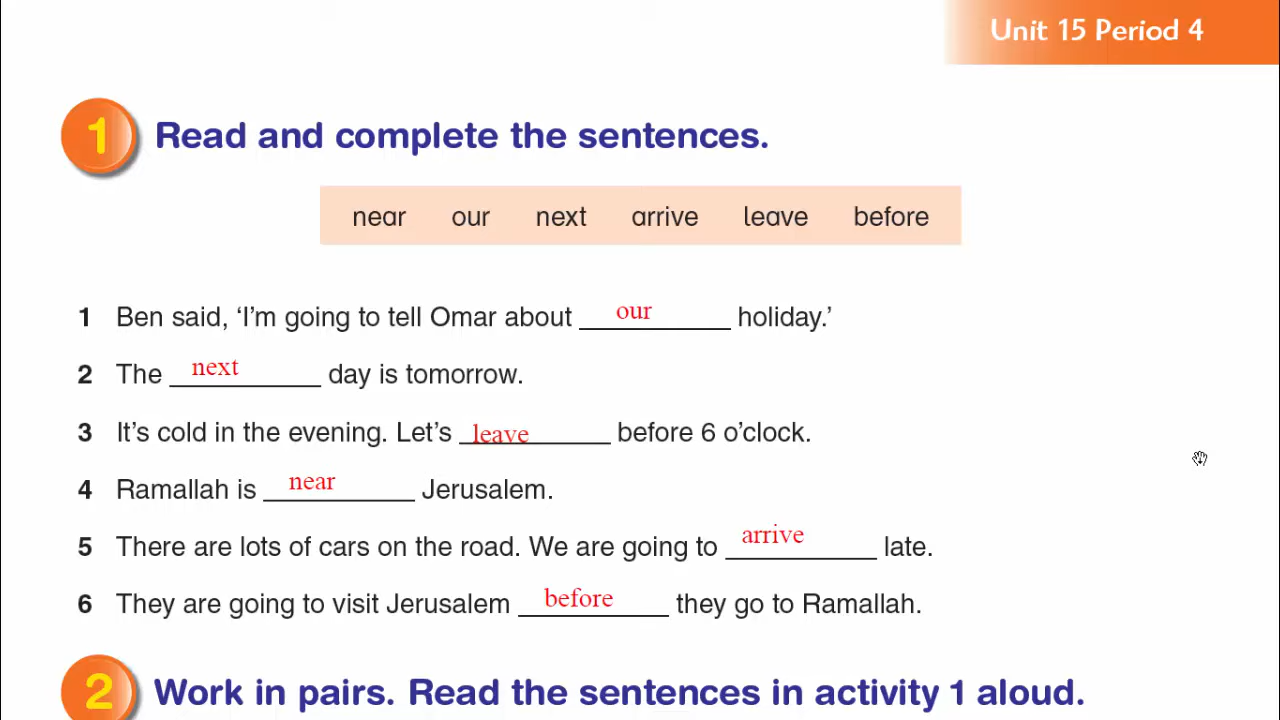 Unit 15 Period 4
1 Read and complete the sentences.
near our next arrive leave before
1 Ben said, ‘I’m going to tell Omar about our holiday.’
2 The next day is tomorrow.
3 It’s cold in the evening. Let’s leave before 6 o’clock.
4 Ramallah is near Jerusalem.
5 There are lots of cars on the road. We are going to arrive late.
6 They are going to visit Jerusalem before they go to Ramallah.
2 Work in pairs. Read the sentences in activity 1 aloud.